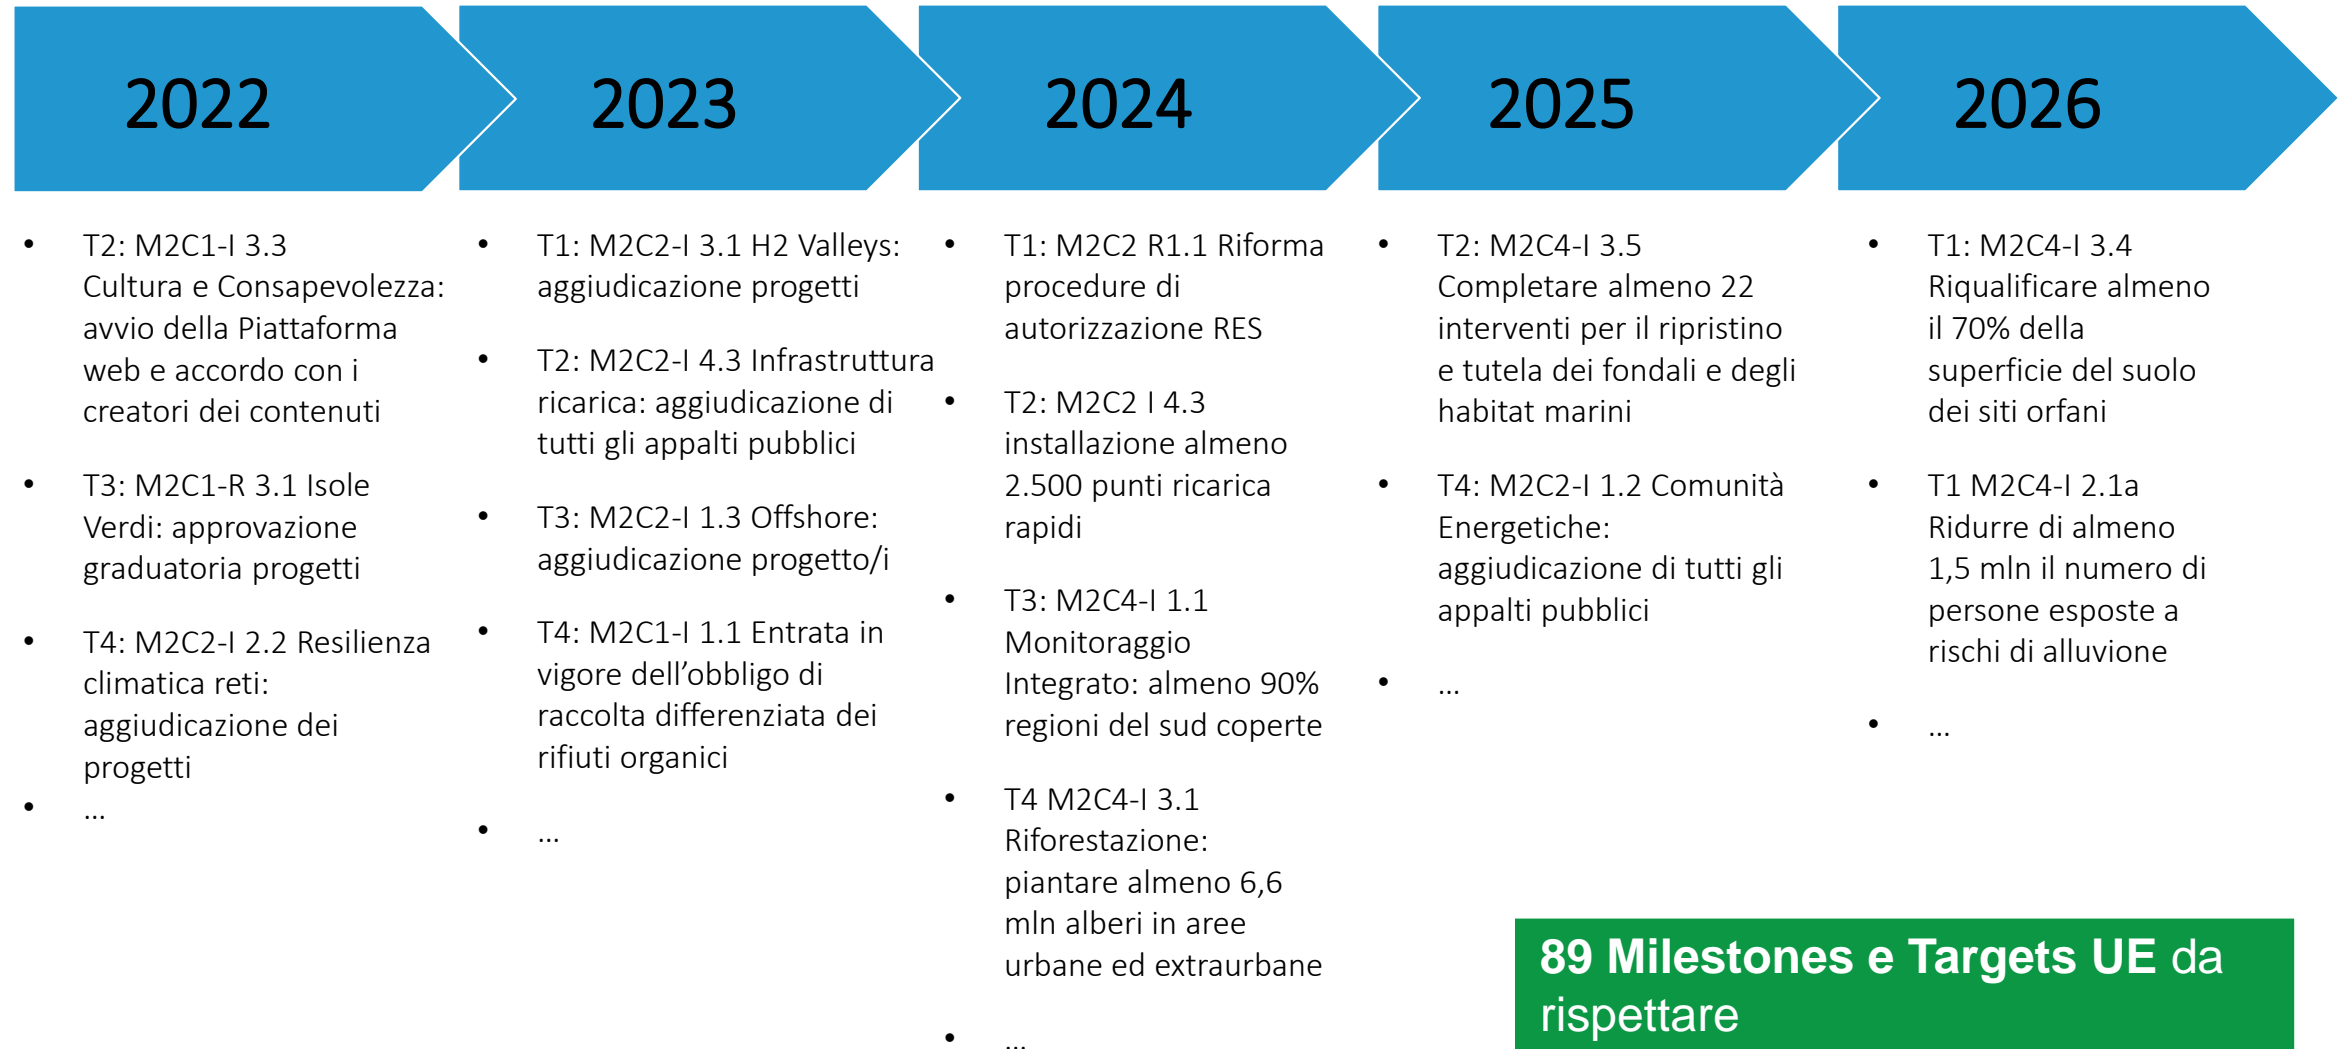 2022
2023
2024
2025
2026
• T2: M2C1-I 3.3
Cultura e Consapevolezza:
avvio della Piattaforma
web e accordo con i
creatori dei contenuti
• T3: M2C1-R 3.1 Isole
Verdi: approvazione
graduatoria progetti
• T4: M2C2-I 2.2 Resilienza
climatica reti:
aggiudicazione dei
progetti
• ...
• T1: M2C2-I 3.1 H2 Valleys:
aggiudicazione progetti
• T2: M2C2-I 4.3 Infrastruttura
ricarica: aggiudicazione di
tutti gli appalti pubblici
• T3: M2C2-I 1.3 Offshore:
aggiudicazione progetto/i
• T4: M2C1-I 1.1 Entrata in
vigore dell’obbligo di
raccolta differenziata dei
rifiuti organici
• ...
• T1: M2C2 R1.1 Riforma
procedure di
autorizzazione RES
• T2: M2C2 I 4.3
installazione almeno
2.500 punti ricarica
rapidi
• T3: M2C4-I 1.1
Monitoraggio
Integrato: almeno 90%
regioni del sud coperte
• T4 M2C4-I 3.1
Riforestazione:
piantare almeno 6,6
mln alberi in aree
urbane ed extraurbane
• ...
• T2: M2C4-I 3.5
Completare almeno 22
interventi per il ripristino
e tutela dei fondali e degli
habitat marini
• T4: M2C2-I 1.2 Comunità
Energetiche:
aggiudicazione di tutti gli
appalti pubblici
• ...
• T1: M2C4-I 3.4
Riqualificare almeno
il 70% della
superficie del suolo
dei siti orfani
• T1 M2C4-I 2.1a
Ridurre di almeno
1,5 mln il numero di
persone esposte a
rischi di alluvione
• ...
89 Milestones e Targets UE da
rispettare